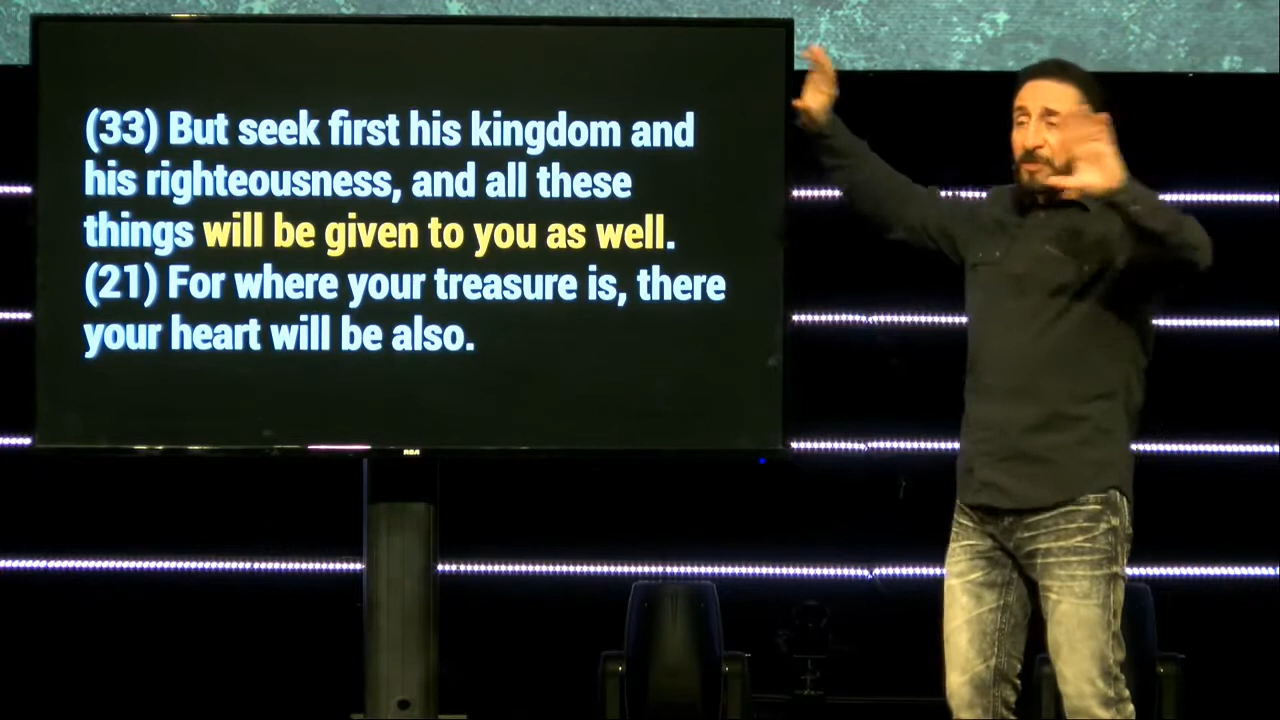 (33) But seek first his kingdom and
his righteousness, and all these
things will be given to you as well.
(21) For where your treasure is, there
your heart will be also.
RCA